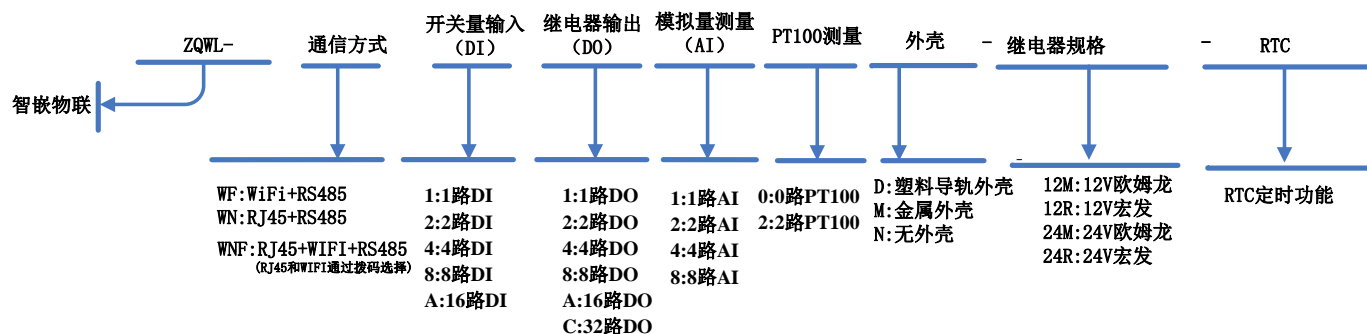 ZQWL-
通信方式
开关量输入
（DI）
继电器输出
（DO）
模拟量测量
（AI）
PT100测量
外壳
-
继电器规格
-
RTC
智嵌物联
WF:WiFi+RS485
WN:RJ45+RS485
WNF:RJ45+WIFI+RS485
(RJ45和WIFI通过拨码选择)
1:1路DI
2:2路DI
4:4路DI
8:8路DI
A:16路DI
1:1路DO
2:2路DO
4:4路DO
8:8路DO
A:16路DO
C:32路DO
1:1路AI
2:2路AI
4:4路AI
8:8路AI
0:0路PT100
2:2路PT100
D:塑料导轨外壳
M:金属外壳
N:无外壳
-
12M:12V欧姆龙
12R:12V宏发
24M:24V欧姆龙
24R:24V宏发
RTC定时功能